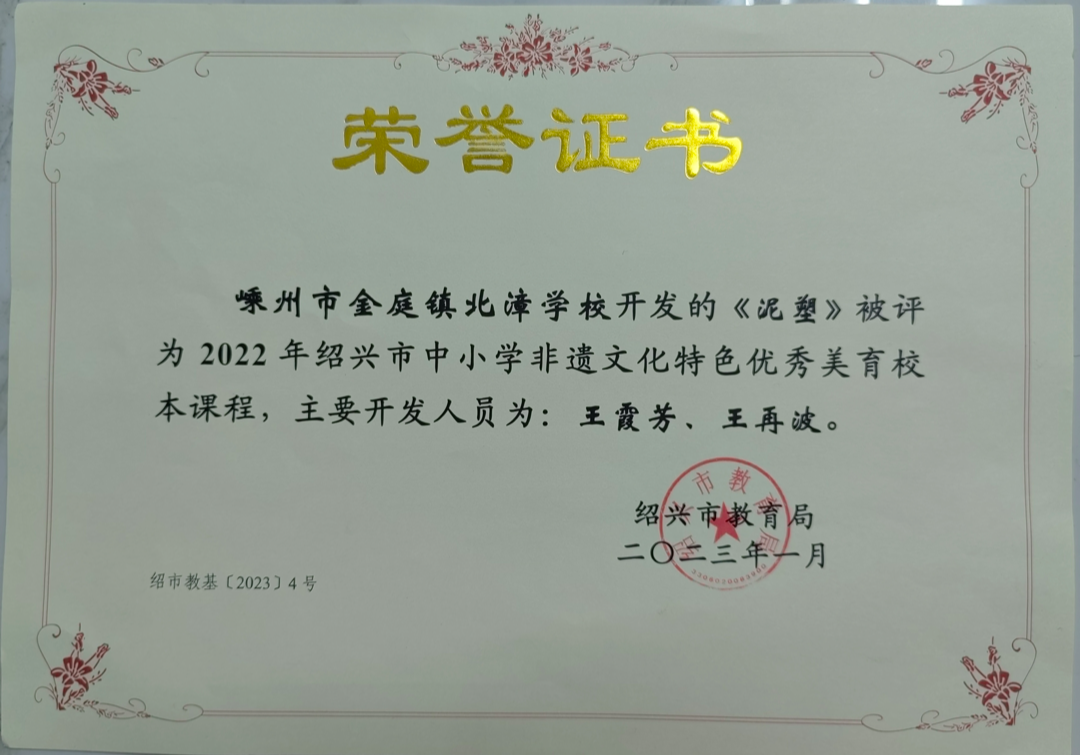 荣誉证书
嵊州市金庭镇北漳学校开发的《泥塑》被评
为 2022 年绍兴市中小学非遗文化特色优秀美育校
本课程，主要开发人员为：王霞芳、王再波。
绍兴市教育局
二〇二三年一月
绍市教基〔2023〕4 号